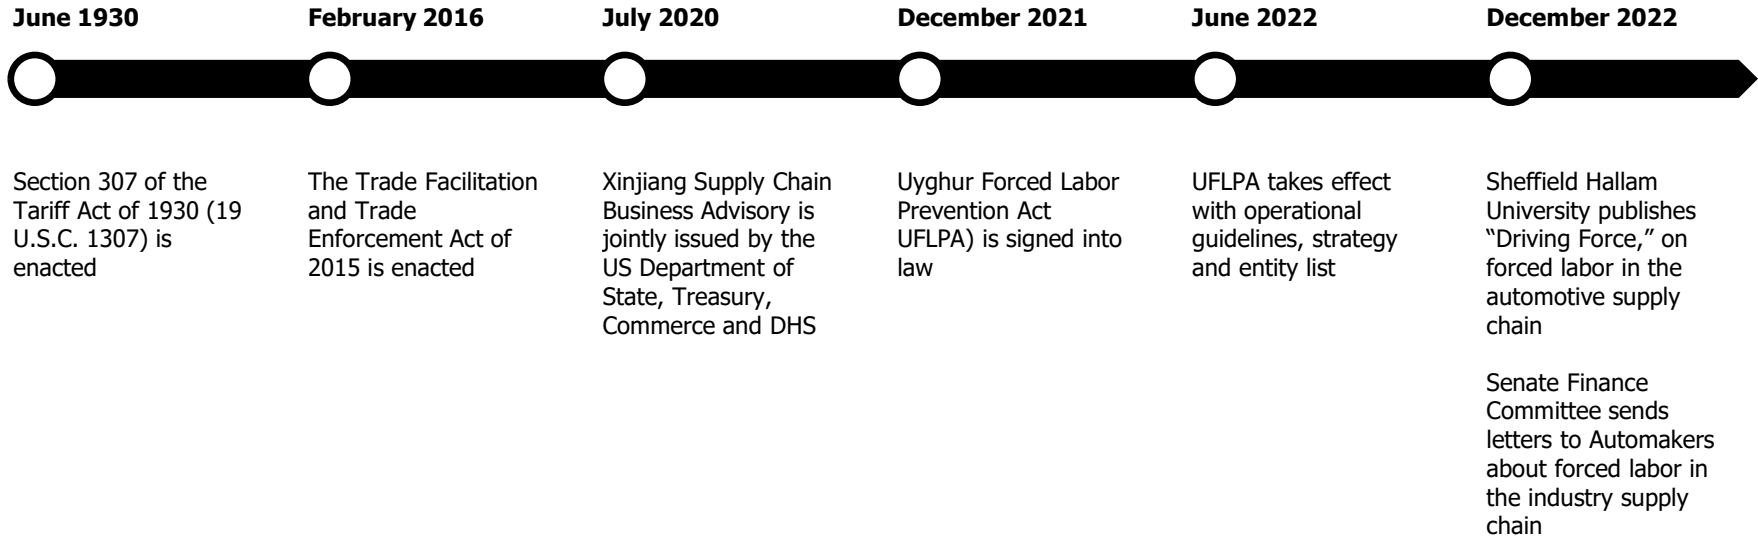 June 1930
February 2016
July 2020
December 2021
June 2022
December 2022
Section 307 of the
Tariff Act of 1930 (19
U.S.C. 1307) is
enacted
The Trade Facilitation
and Trade
Enforcement Act of
2015 is enacted
Xinjiang Supply Chain
Business Advisory is
jointly issued by the
US Department of
State, Treasury,
Commerce and DHS
Uyghur Forced Labor
Prevention Act
UFLPA) is signed into
law
UFLPA takes effect
with operational
guidelines, strategy
and entity list
Sheffield Hallam
University publishes
“Driving Force,” on
forced labor in the
automotive supply
chain
Senate Finance
Committee sends
letters to Automakers
about forced labor in
the industry supply
chain